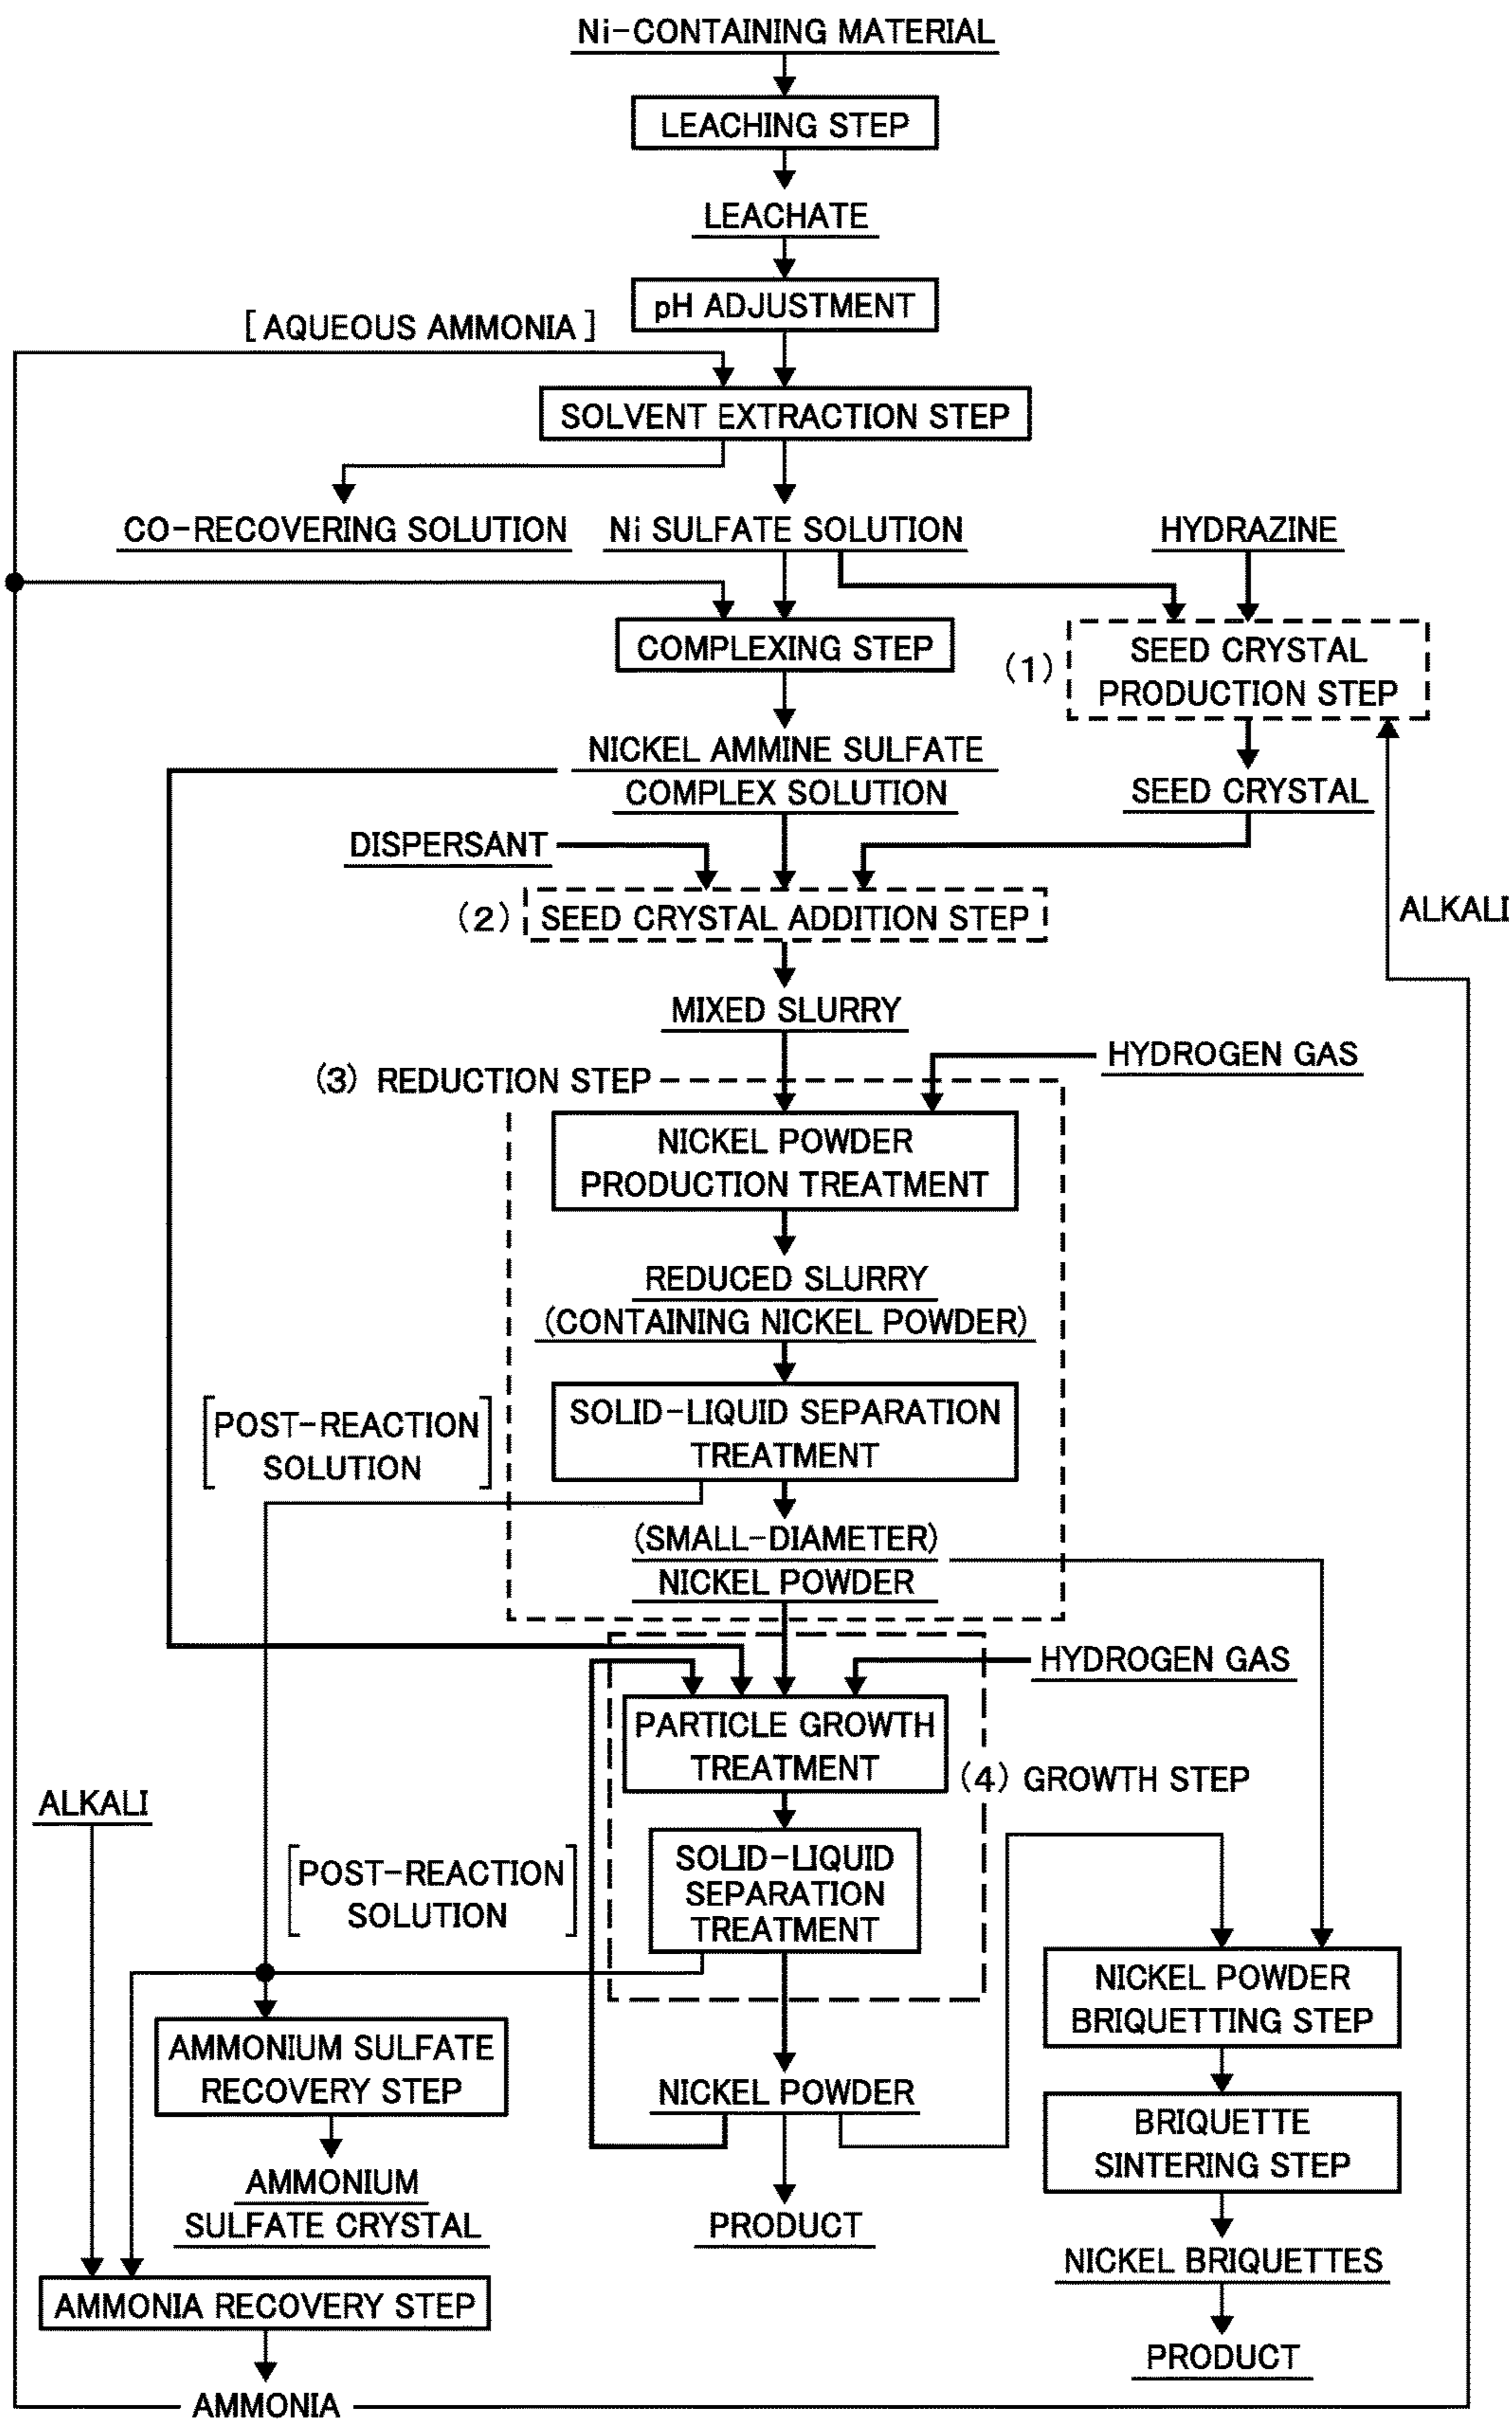 Ni-CONTAINING MATERIAL
LEACHING STEP
LEACHATE
pH ADJUSTMENT
[AQUEOUS AMMONIA]
SOLVENT EXTRACTION STEP
CO-RECOVERING SOLUTION
Ni SULFATE SOLUTION
HYDRAZINE
COMPLEXING STEP
(1)
SEED CRYSTAL
PRODUCTION STEP
NICKEL AMMINE SULFATE
COMPLEX SOLUTION
SEED CRYSTAL
DISPERSANT
(2) SEED CRYSTAL ADDITION STEP
ALKALI
MIXED SLURRY
HYDROGEN GAS
(3) REDUCTION STEP
NICKEL POWDER
PRODUCTION TREATMENT
REDUCED SLURRY
(CONTAINING NICKEL POWDER)
[POST-REACTION
SOLUTION]
SOLID-LIQUID SEPARATION
TREATMENT
(SMALL-DIAMETER)
NICKEL POWDER
HYDROGEN GAS
PARTICLE GROWTH
TREATMENT
(4) GROWTH STEP
ALKALI
[POST-REACTION
SOLUTION]
SOLID-LIQUID
SEPARATION
TREATMENT
NICKEL POWDER
BRIQUETTING STEP
AMMONIUM SULFATE
RECOVERY STEP
NICKEL POWDER
BRIQUETTE
SINTERING STEP
AMMONIUM
SULFATE CRYSTAL
PRODUCT
NICKEL BRIQUETTES
AMMONIA RECOVERY STEP
PRODUCT
AMMONIA